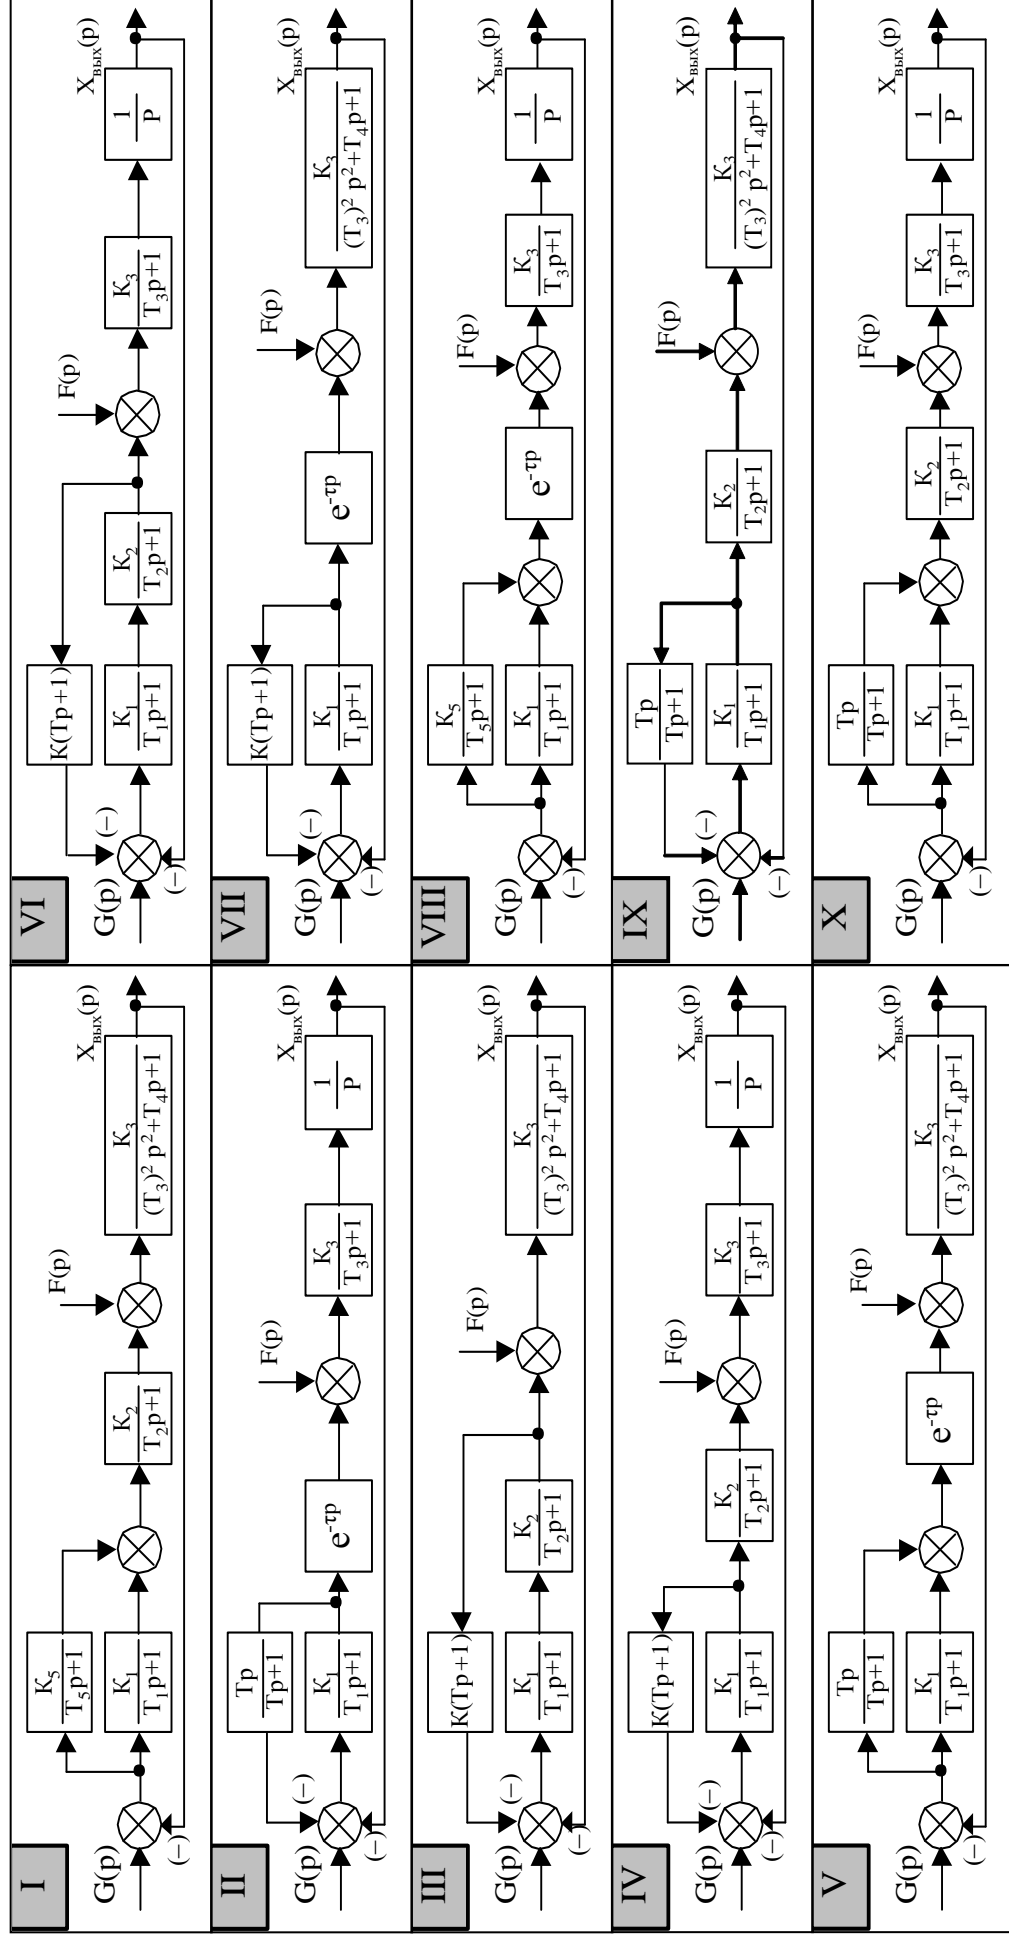 I
G(p)
(–)
K₅
T₅p+1
K₁
T₁p+1
K₂
T₂p+1
F(p)
K₃
(T₃)² p²+T₄p+1
Xвых(p)
II
G(p)
(–)
(–)
Tp
Tp+1
K₁
T₁p+1
e-τp
F(p)
K₃
T₃p+1
1
P
Xвых(p)
III
G(p)
(–)
(–)
K(Tp+1)
K₁
T₁p+1
K₂
T₂p+1
F(p)
K₃
(T₃)² p²+T₄p+1
Xвых(p)
IV
G(p)
(–)
(–)
K(Tp+1)
K₁
T₁p+1
K₂
T₂p+1
F(p)
K₃
T₃p+1
1
P
Xвых(p)
V
G(p)
(–)
Tp
Tp+1
K₁
T₁p+1
e-τp
F(p)
K₃
(T₃)² p²+T₄p+1
Xвых(p)
VI
G(p)
(–)
(–)
K(Tp+1)
K₁
T₁p+1
K₂
T₂p+1
F(p)
K₃
T₃p+1
1
P
Xвых(p)
VII
G(p)
(–)
(–)
K(Tp+1)
K₁
T₁p+1
e-τp
F(p)
K₃
(T₃)² p²+T₄p+1
Xвых(p)
VIII
G(p)
(–)
K₅
T₅p+1
K₁
T₁p+1
e-τp
F(p)
K₃
T₃p+1
1
P
Xвых(p)
IX
G(p)
(–)
(–)
Tp
Tp+1
K₁
T₁p+1
K₂
T₂p+1
F(p)
K₃
(T₃)² p²+T₄p+1
Xвых(p)
X
G(p)
(–)
Tp
Tp+1
K₁
T₁p+1
K₂
T₂p+1
F(p)
K₃
T₃p+1
1
P
Xвых(p)